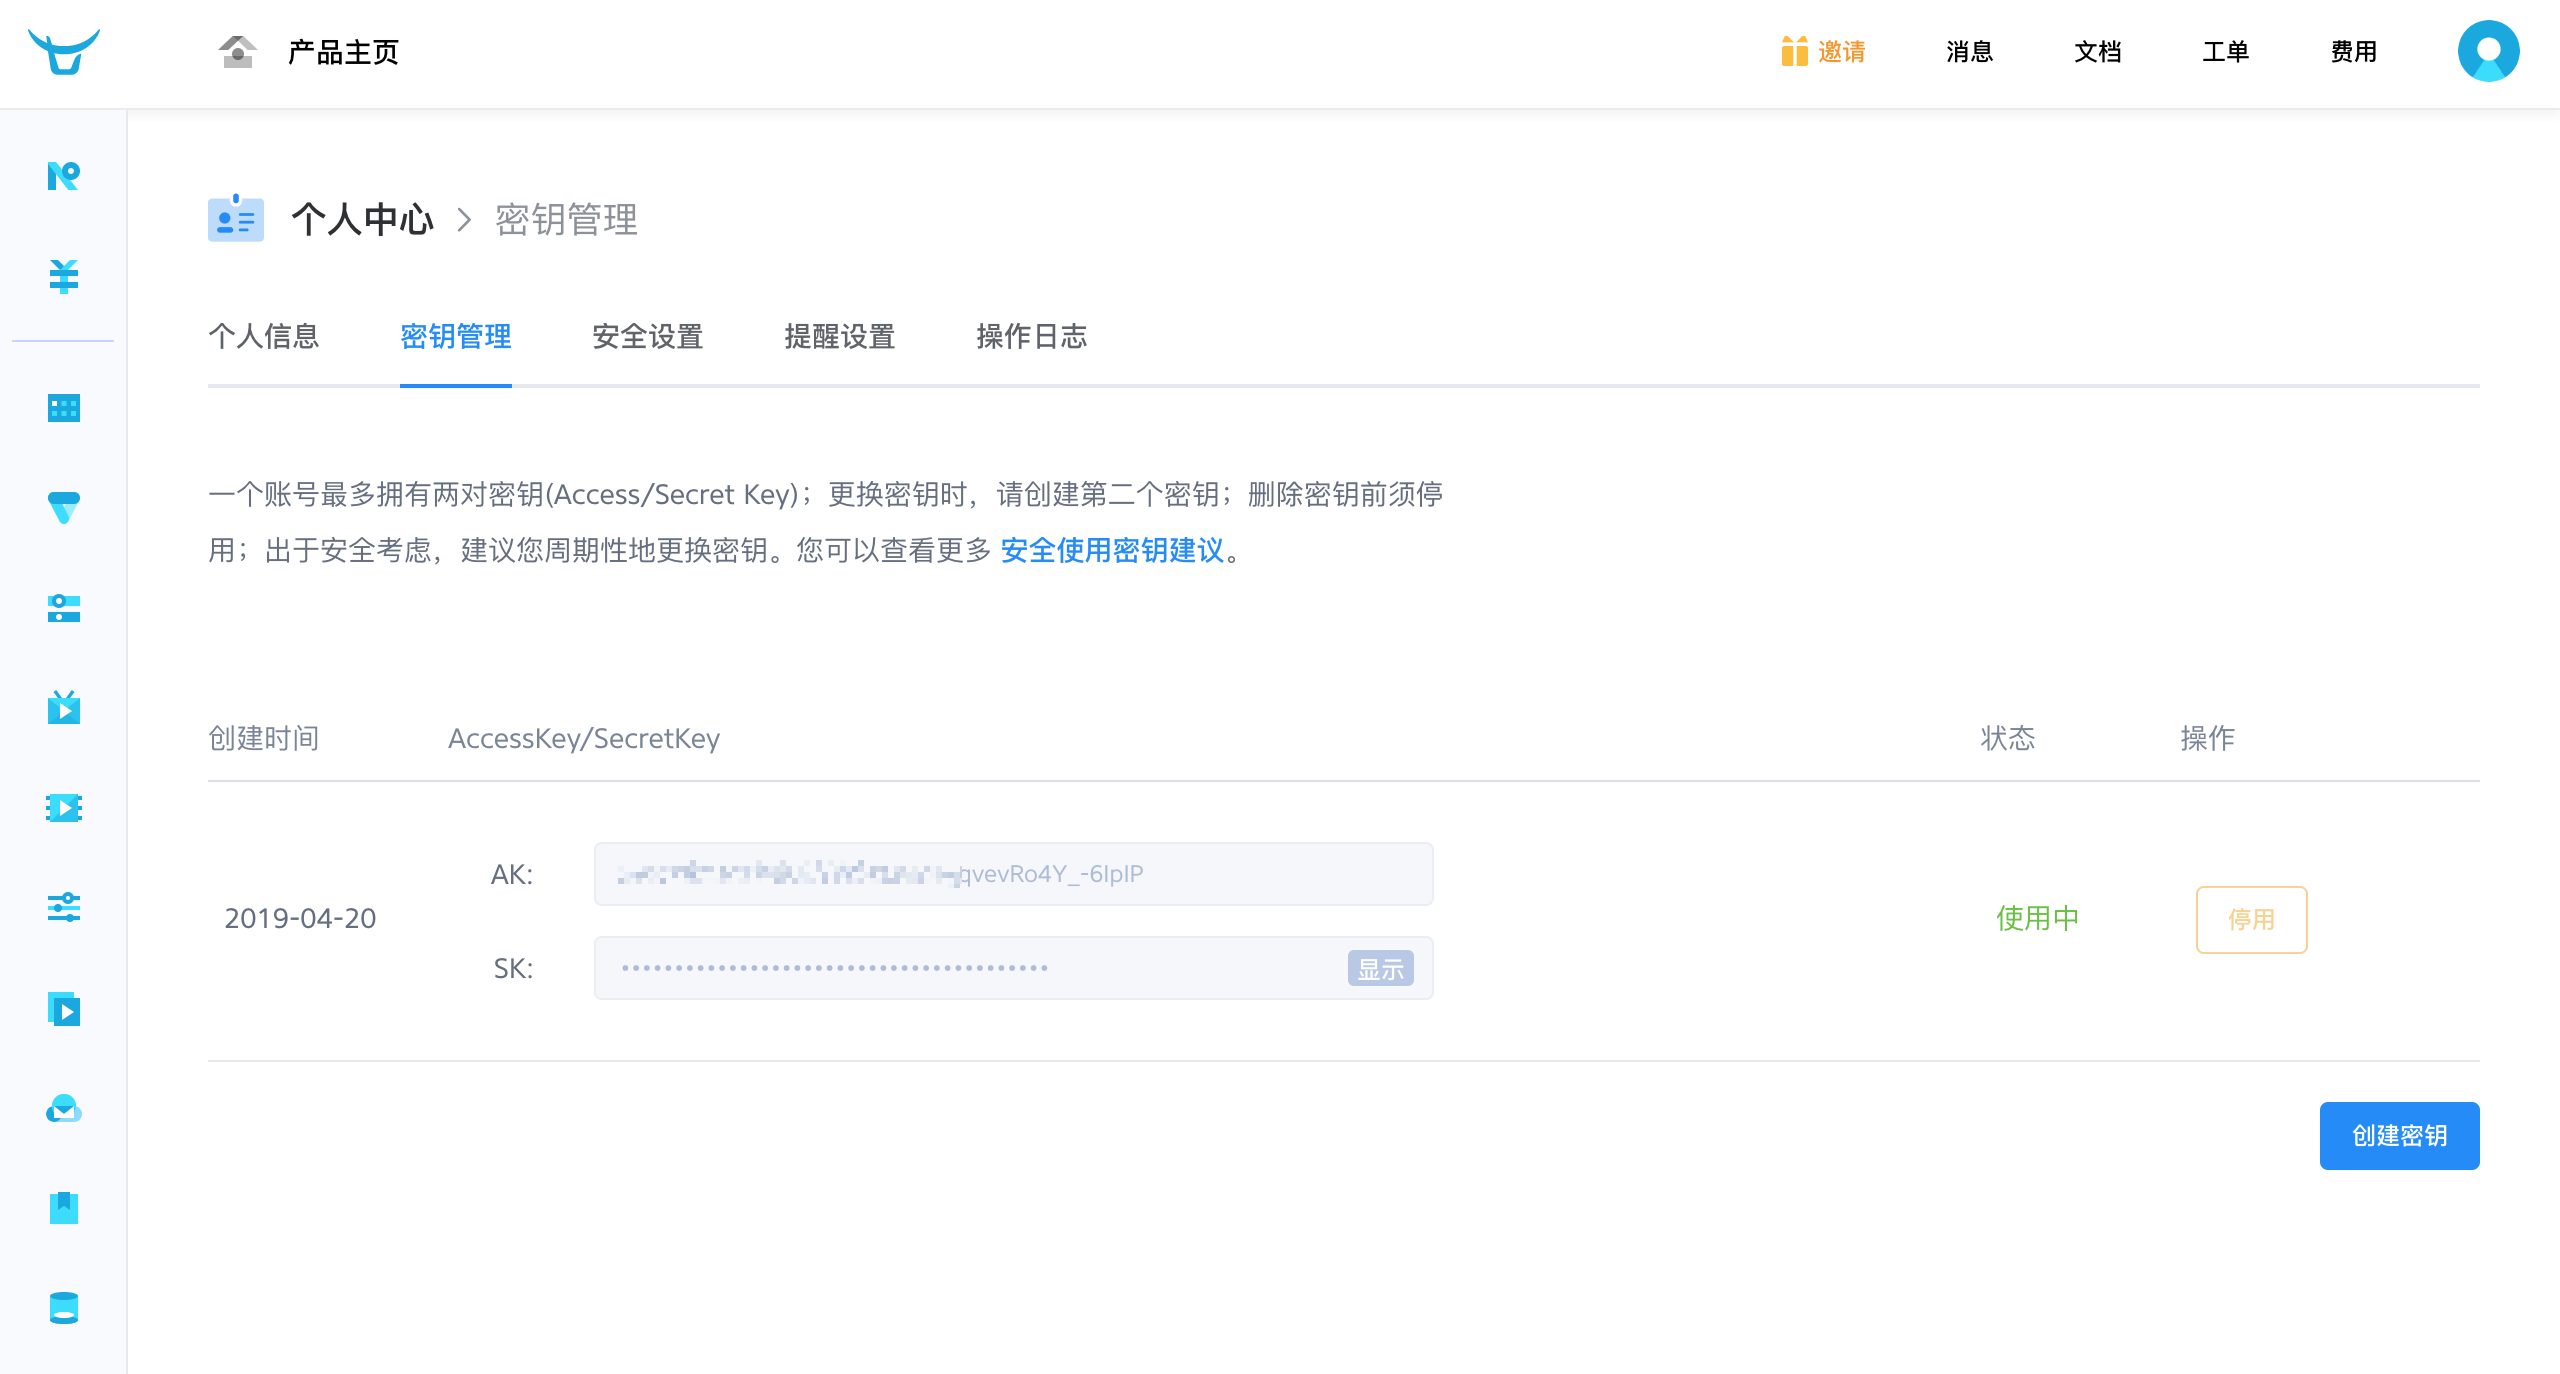 产品主页
邀请
消息
文档
工单
费用
个人中心 > 密钥管理
个人信息
密钥管理
安全设置
提醒设置
操作日志
一个账号最多拥有两对密钥(Access/Secret Key)；更换密钥时，请创建第二个密钥；删除密钥前须停
用；出于安全考虑，建议您周期性地更换密钥。您可以查看更多 安全使用密钥建议。
创建时间
AccessKey/SecretKey
状态
操作
2019-04-20
AK:
SK:
显示
使用中
停用
创建密钥